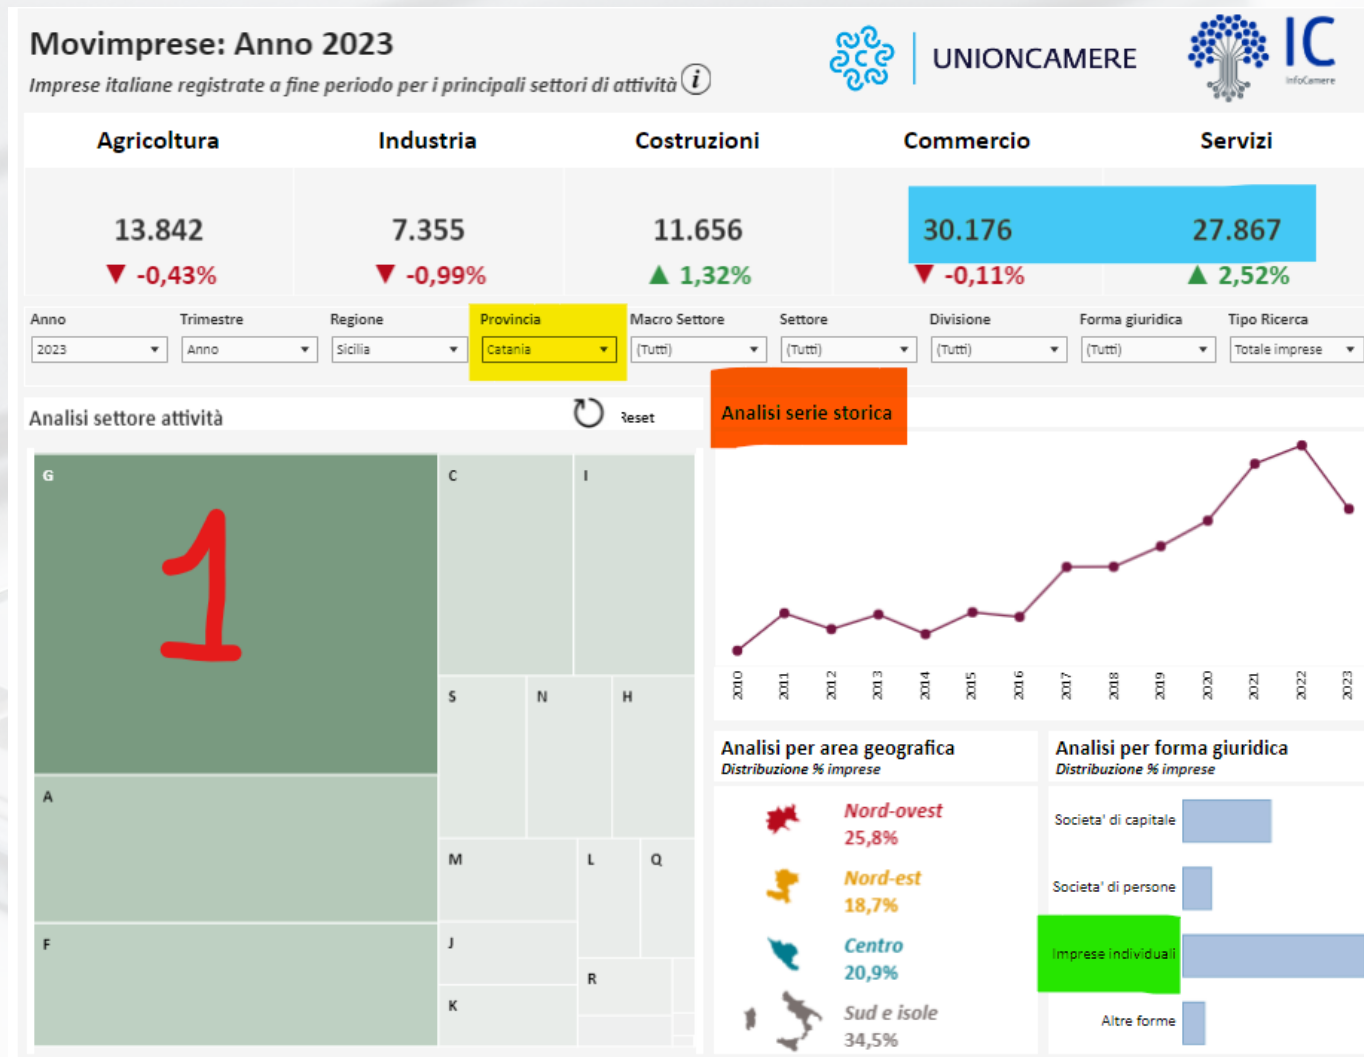 Movimprese: Anno 2023
Imprese italiane registrate a fine periodo per i principali settori di attività i
UNIONCAMERE
IC
InfoCamere
Agricoltura Industria Costruzioni Commercio Servizi
13.842 7.355 11.656 30.176 27.867
▼ -0,43% ▼ -0,99% ▲ 1,32% ▼ -0,11% ▲ 2,52%
Anno Trimestre Regione Provincia Macro Settore Settore Divisione Forma giuridica Tipo Ricerca
2023 Anno Sicilia Catania (Tutti) (Tutti) (Tutti) (Tutti) Totale imprese
Analisi settore attività
Reset
G
1
C
I
S
N
H
A
M
L
Q
F
J
R
K
Analisi serie storica
2010 2011 2012 2013 2014 2015 2016 2017 2018 2019 2020 2021 2022 2023
Analisi per area geografica
Distribuzione % imprese
Nord-ovest
25,8%
Nord-est
18,7%
Centro
20,9%
Sud e isole
34,5%
Analisi per forma giuridica
Distribuzione % imprese
Societa' di capitale
Societa' di persone
Imprese individuali
Altre forme